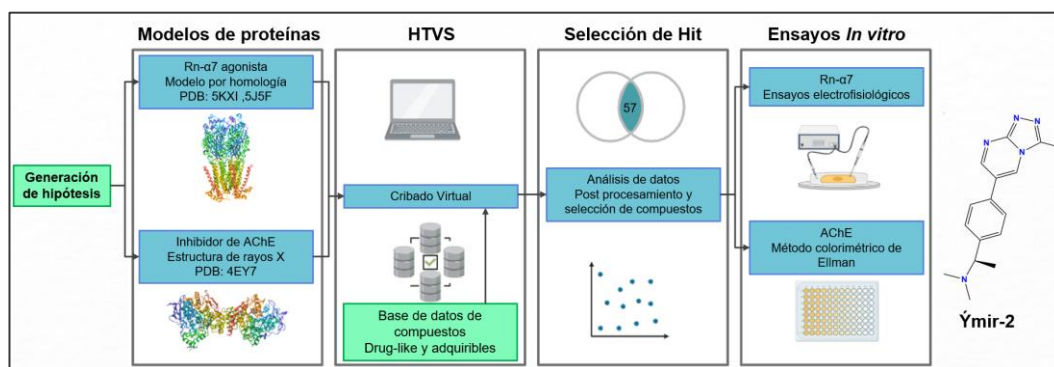 Modelos de proteínas
HTVS
Selección de Hit
Ensayos In vitro
Generación
de hipótesis
Rn-α7 agonista
Modelo por homología
PDB: 5KXI ,5J5F
Inhibidor de AChE
Estructura de rayos X
PDB: 4EY7
Cribado Virtual
Base de datos de
compuestos
Drug-like y adquiribles
57
Análisis de datos
Post procesamiento y
selección de compuestos
Rn-α7
Ensayos electrofisiológicos
AChE
Método colorimétrico de
Ellman
N N
N
N
N
Ýmir-2